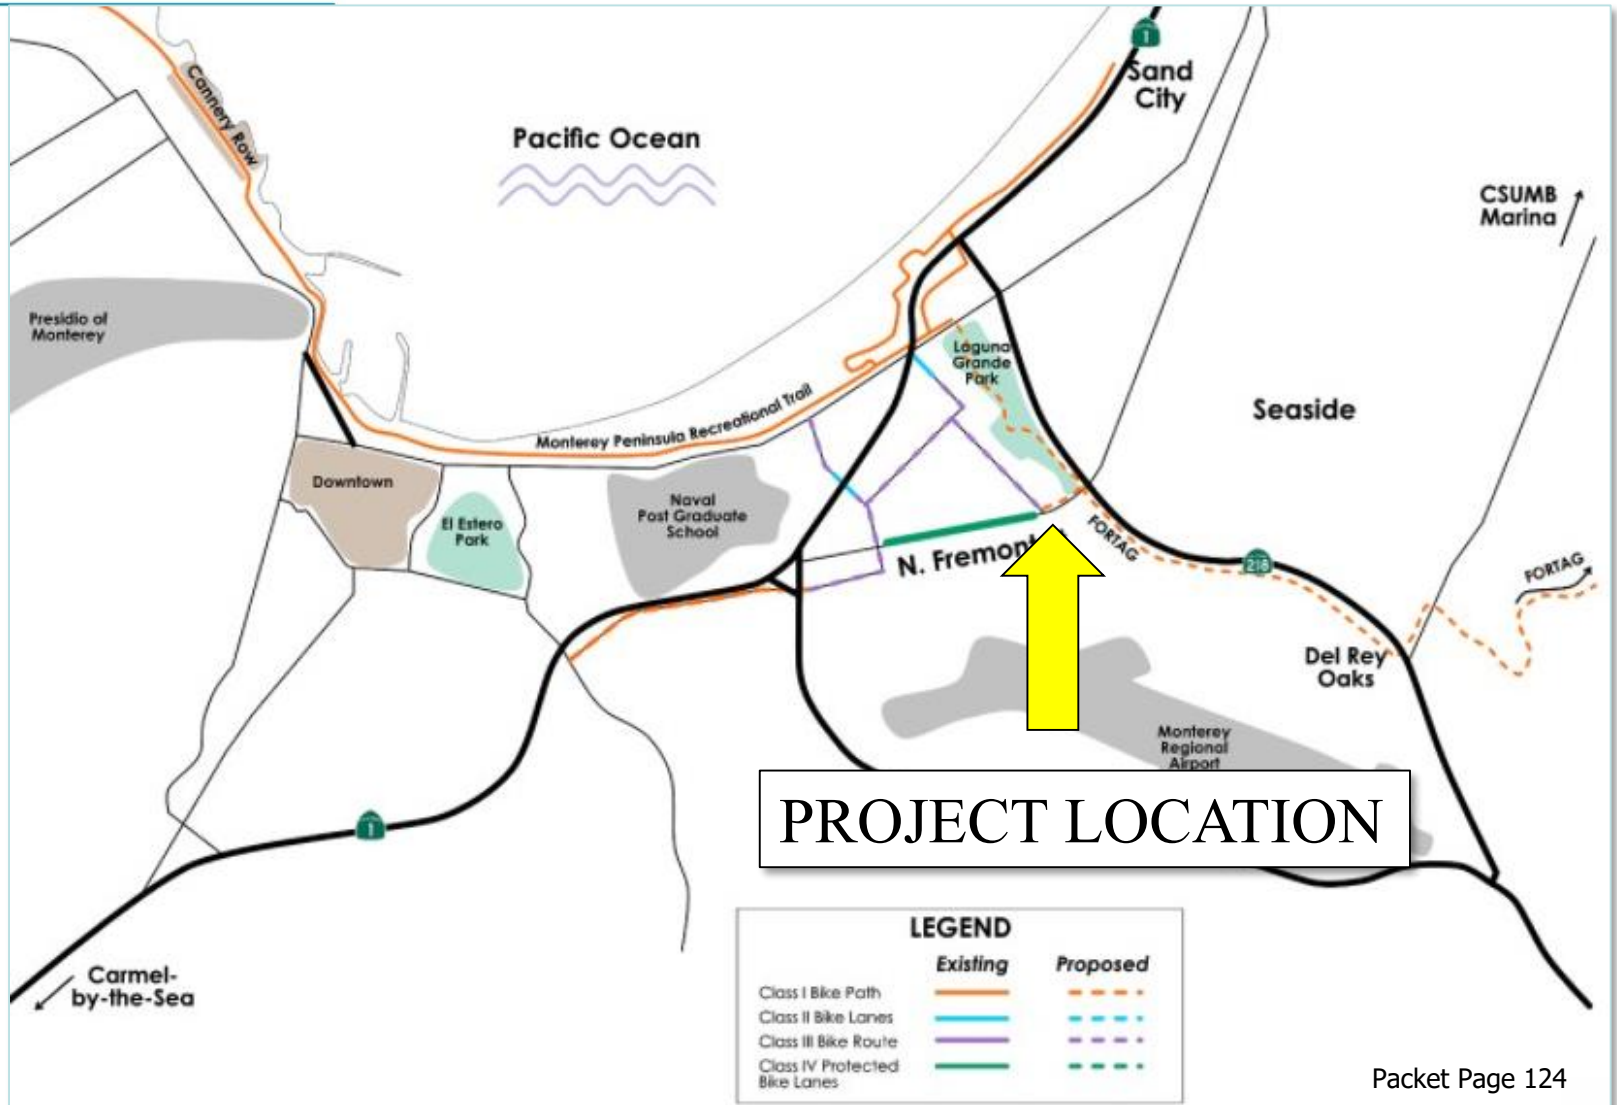 1
Sand
City
Cannery Row
Pacific Ocean
CSUMB
Marina
Presidio of
Monterey
Laguna
Grande
Park
Seaside
Monterey Peninsula Recreational Trail
Downtown
El Estero
Park
Naval
Post Graduate
School
N. Fremont
FORTAG
218
FORTAG
Del Rey
Oaks
Monterey
Regional
Airport
PROJECT LOCATION
1
Carmel-
by-the-Sea
LEGEND
Existing Proposed
Class I Bike Path
Class II Bike Lanes
Class III Bike Route
Class IV Protected
Bike Lanes
Packet Page 124